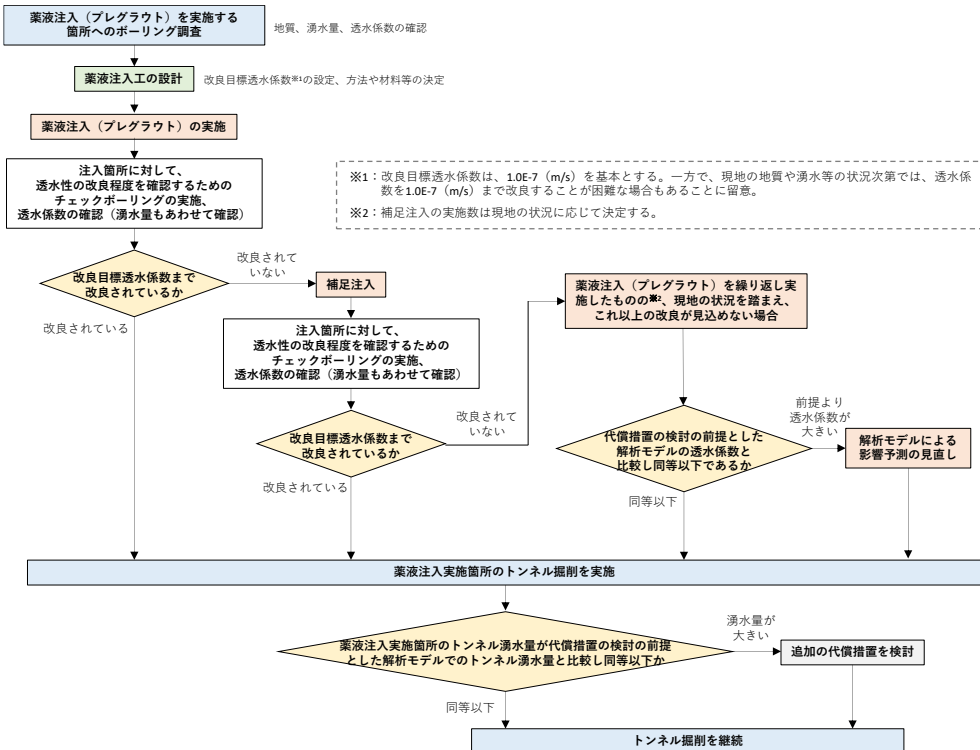 薬液注入（プレグラウト）を実施する
箇所へのボーリング調査
地質、湧水量、透水係数の確認
薬液注入工の設計
改良目標透水係数※1の設定、方法や材料等の決定
薬液注入（プレグラウト）の実施
注入箇所に対して、
透水性の改良程度を確認するための
チェックボーリングの実施、
透水係数の確認（湧水量もあわせて確認）
※1：改良目標透水係数は、1.0E-7（m/s）を基本とする。一方で、現地の地質や湧水等の状況次第では、透水係
数を1.0E-7（m/s）まで改良することが困難な場合もあることに留意。
※2：補足注入の実施数は現地の状況に応じて決定する。
改良目標透水係数まで
改良されているか
改良されて
いない
改良されている
補足注入
注入箇所に対して、
透水性の改良程度を確認するための
チェックボーリングの実施、
透水係数の確認（湧水量もあわせて確認）
改良目標透水係数まで
改良されているか
改良されて
いない
改良されている
薬液注入（プレグラウト）を繰り返し実
施したものの※2、現地の状況を踏まえ、
これ以上の改良が見込めない場合
代償措置の検討の前提とした
解析モデルの透水係数と
比較し同等以下であるか
前提より
透水係数が
大きい
同等以下
解析モデルによる
影響予測の見直し
薬液注入実施箇所のトンネル掘削を実施
薬液注入実施箇所のトンネル湧水量が代償措置の検討の前提
とした解析モデルでのトンネル湧水量と比較し同等以下か
湧水量が
大きい
追加の代償措置を検討
同等以下
トンネル掘削を継続